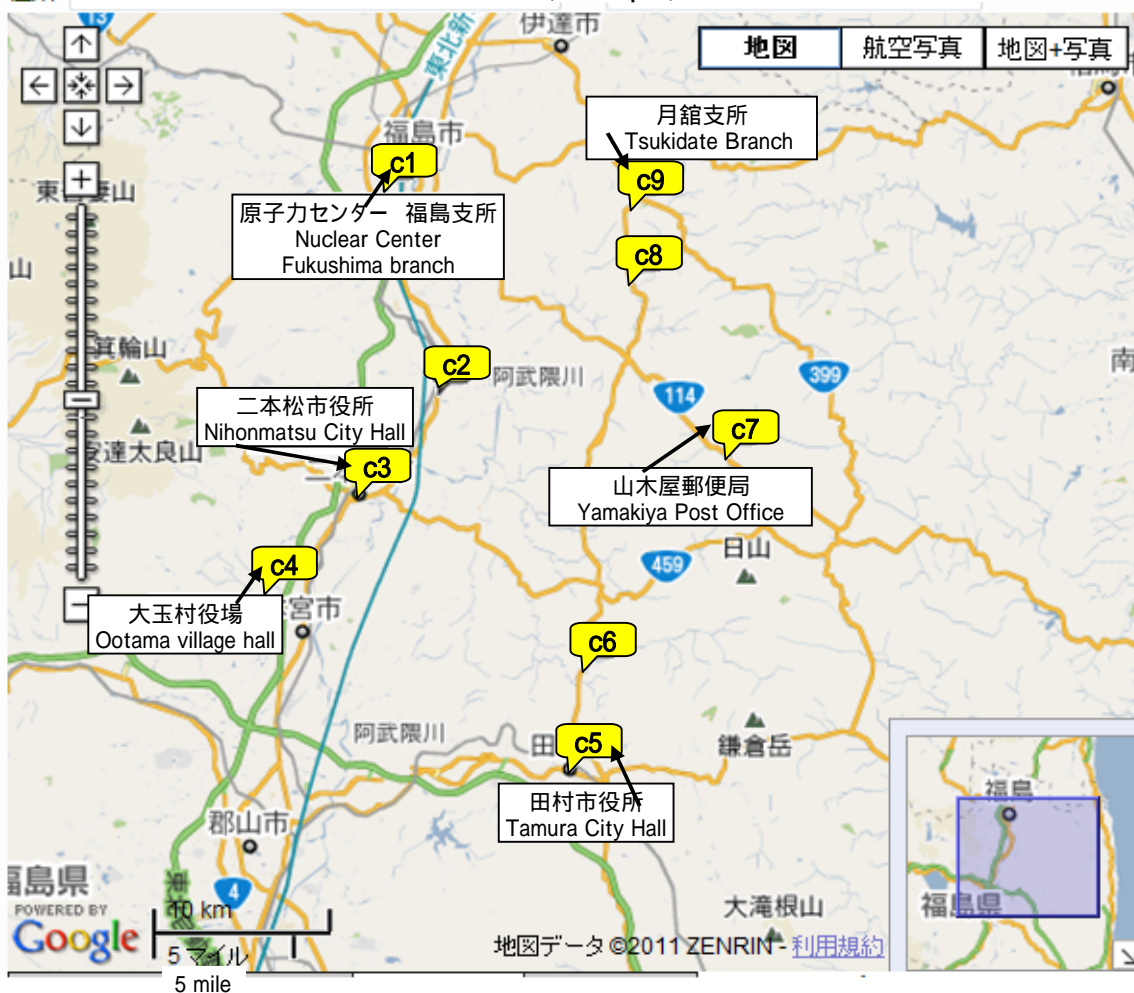 13
伊達市
東北新
地図
航空写真
地図+写真
福島市
月舘支所
Tsukidate Branch
c1
c9
原子力センター 福島支所
Nuclear Center
Fukushima branch
山
c8
箕輪山
c2
阿武隈川
南
399
114
二本松市役所
Nihonmatsu City Hall
c7
安達太良山
c3
山木屋郵便局
Yamakiya Post Office
日山
459
c4
大玉村役場
Ootama village hall
宮市
c6
阿武隈川
田
c5
鎌倉岳
田村市役所
Tamura City Hall
福島
郡山市
福島県
4
福島県
POWERED BY
Google
10 km
5 マイル
5 mile
大滝根山
地図データ ©2011 ZENRIN - 利用規約